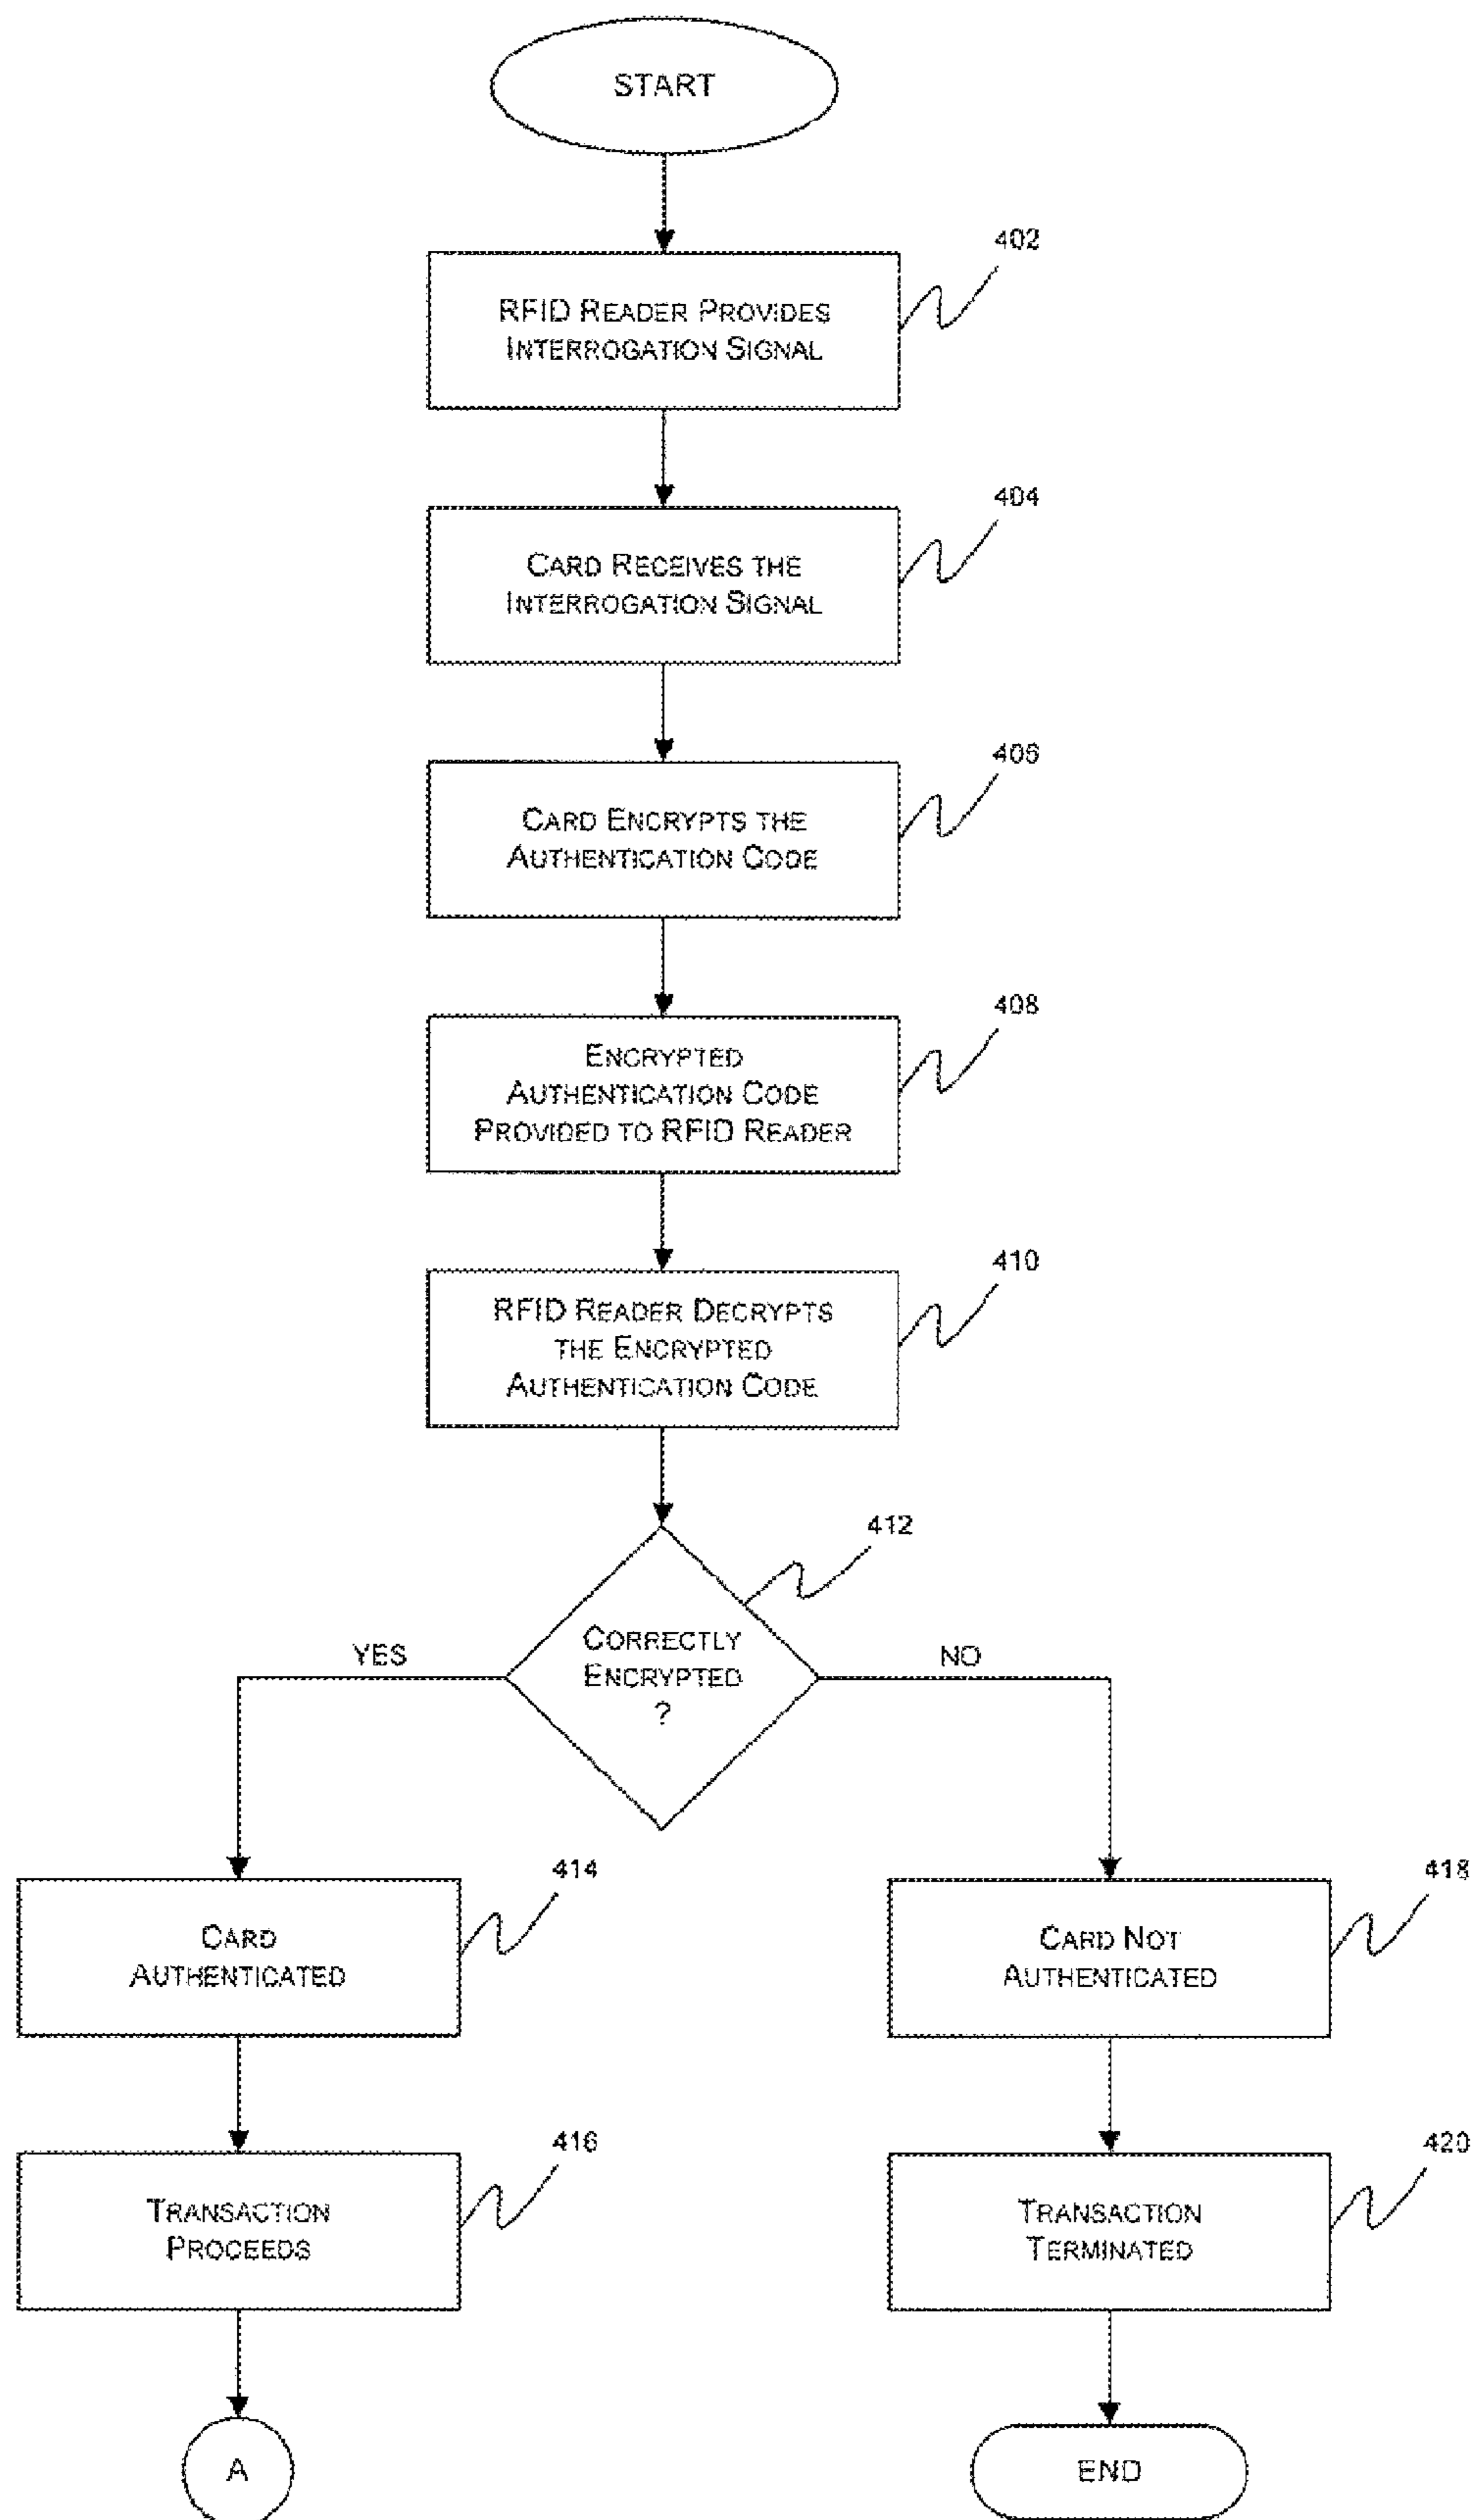 START
402
RFID READER PROVIDES
INTERROGATION SIGNAL
404
CARD RECEIVES THE
INTERROGATION SIGNAL
406
CARD ENCRYPTS THE
AUTHENTICATION CODE
408
ENCRYPTED
AUTHENTICATION CODE
PROVIDED TO RFID READER
410
RFID READER DECRYPTS
THE ENCRYPTED
AUTHENTICATION CODE
412
CORRECTLY
ENCRYPTED
?
YES
NO
414
CARD
AUTHENTICATED
418
CARD NOT
AUTHENTICATED
416
TRANSACTION
PROCEEDS
420
TRANSACTION
TERMINATED
A
END